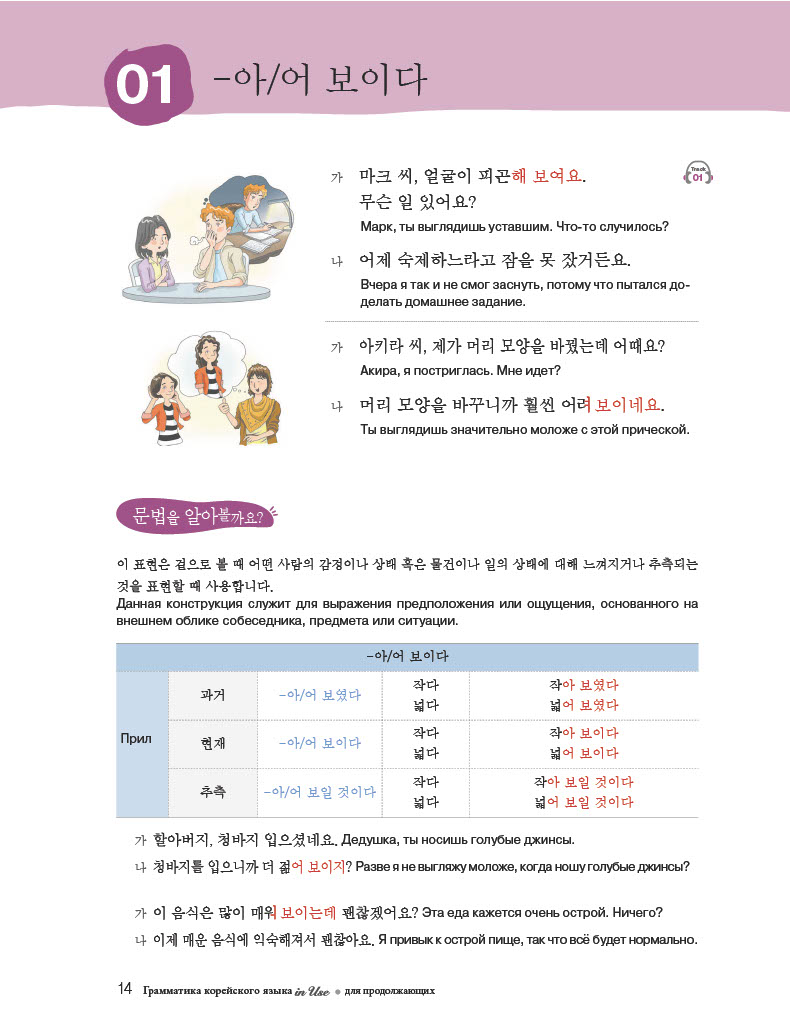 01 -아/어 보이다
Track
01
가 마크 씨, 얼굴이 피곤해 보여요.
무슨 일 있어요?
Марк, ты выглядишь уставшим. Что-то случилось?
나 어제 숙제하느라고 잠을 못 잤거든요.
Вчера я так и не смог заснуть, потому что пытался до-
делать домашнее задание.
가 아키라 씨, 제가 머리 모양을 바꿨는데 어때요?
Акира, я постриглась. Мне идет?
나 머리 모양을 바꾸니까 훨씬 어려 보이네요.
Ты выглядишь значительно моложе с этой прической.
문법을 알아볼까요?
이 표현은 겉으로 볼 때 어떤 사람의 감정이나 상태 혹은 물건이나 일의 상태에 대해 느껴지거나 추측되는
것을 표현할 때 사용합니다.
Данная конструкция служит для выражения предположения или ощущения, основанного на
внешнем облике собеседника, предмета или ситуации.
-아/어 보이다
Прил
과거 -아/어 보였다
작다 작아 보였다
넓다 넓어 보였다
현재 -아/어 보이다
작다 작아 보이다
넓다 넓어 보이다
추측 -아/어 보일 것이다
작다 작아 보일 것이다
넓다 넓어 보일 것이다
가 할아버지, 청바지 입으셨네요. Дедушка, ты носишь голубые джинсы.
나 청바지를 입으니까 더 젊어 보이지? Разве я не выгляжу моложе, когда ношу голубые джинсы?
가 이 음식은 많이 매워 보이는데 괜찮겠어요? Эта еда кажется очень острой. Ничего?
나 이제 매운 음식에 익숙해져서 괜찮아요. Я привык к острой пище, так что всё будет нормально.
14 Грамматика корейского языка in Use ● для продолжающих